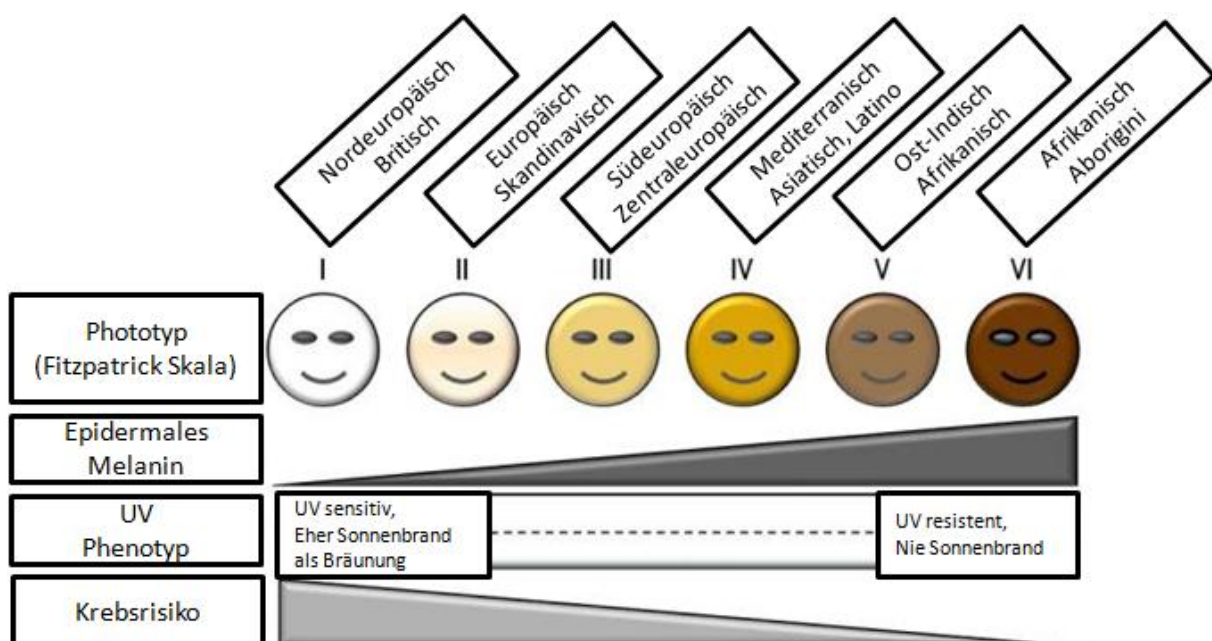 Nordeuropäisch
Britisch
Europäisch
Skandinavisch
Südeuropäisch
Zentraleuropäisch
Mediterranisch
Asiatisch, Latino
Ost-Indisch
Afrikanisch
Afrikanisch
Aborigini
I
II
III
IV
V
VI
Phototyp
(Fitzpatrick Skala)
Epidermales
Melanin
UV
Phenotyp
UV sensitiv,
Eher Sonnenbrand
als Bräunung
UV resistent,
Nie Sonnenbrand
Krebsrisiko